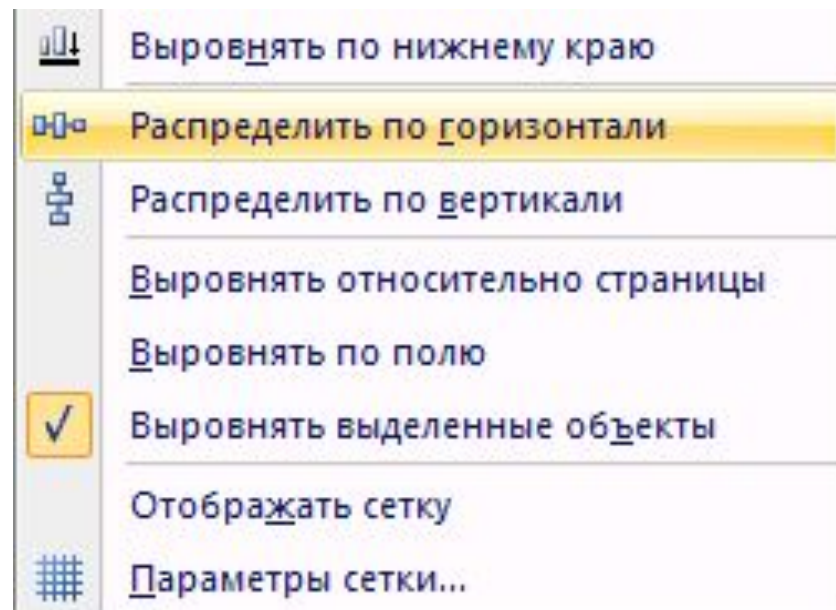 Выровнять по нижнему краю
Распределить по горизонтали
Распределить по вертикали
Выровнять относительно страницы
Выровнять по полю
Выровнять выделенные объекты
Отображать сетку
Параметры сетки...